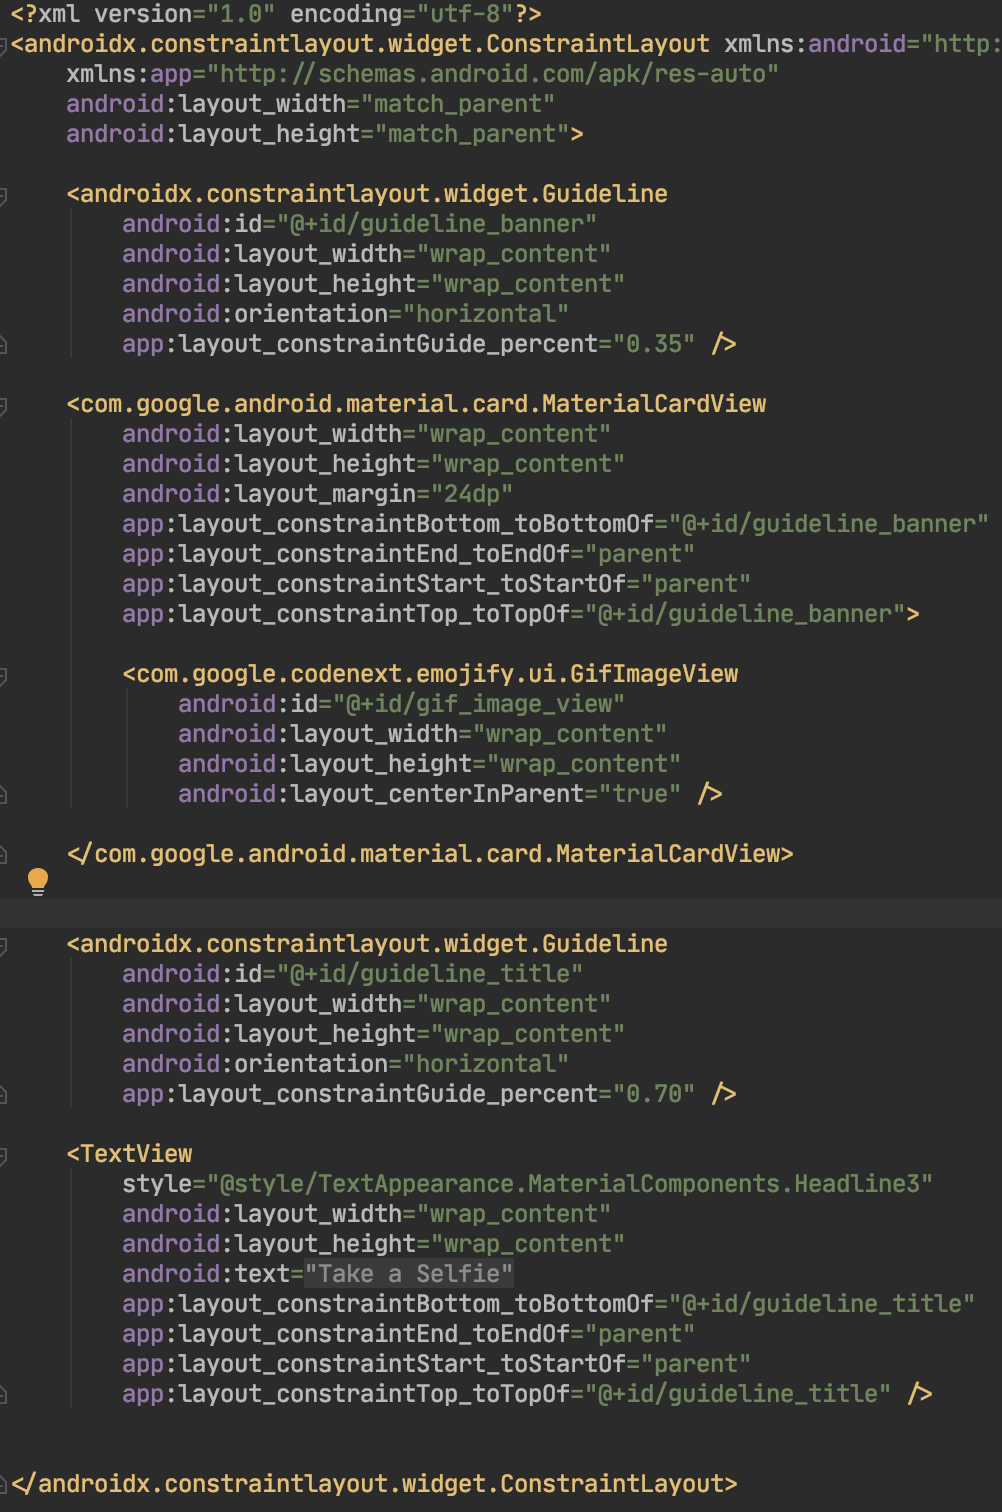 <?xml version="1.0" encoding="utf-8"?>
<androidx.constraintlayout.widget.ConstraintLayout xmlns:android="http:
xmlns:app="http://schemas.android.com/apk/res-auto"
android:layout_width="match_parent"
android:layout_height="match_parent">
<androidx.constraintlayout.widget.Guideline
android:id="@+id/guideline_banner"
android:layout_width="wrap_content"
android:layout_height="wrap_content"
android:orientation="horizontal"
app:layout_constraintGuide_percent="0.35" />
<com.google.android.material.card.MaterialCardView
android:layout_width="wrap_content"
android:layout_height="wrap_content"
android:layout_margin="24dp"
app:layout_constraintBottom_toBottomOf="@+id/guideline_banner"
app:layout_constraintEnd_toEndOf="parent"
app:layout_constraintStart_toStartOf="parent"
app:layout_constraintTop_toTopOf="@+id/guideline_banner">
<com.google.codenext.emojify.ui.GifImageView
android:id="@+id/gif_image_view"
android:layout_width="wrap_content"
android:layout_height="wrap_content"
android:layout_centerInParent="true" />
</com.google.android.material.card.MaterialCardView>
<androidx.constraintlayout.widget.Guideline
android:id="@+id/guideline_title"
android:layout_width="wrap_content"
android:layout_height="wrap_content"
android:orientation="horizontal"
app:layout_constraintGuide_percent="0.70" />
<TextView
style="@style/TextAppearance.MaterialComponents.Headline3"
android:layout_width="wrap_content"
android:layout_height="wrap_content"
android:text="Take a Selfie"
app:layout_constraintBottom_toBottomOf="@+id/guideline_title"
app:layout_constraintEnd_toEndOf="parent"
app:layout_constraintStart_toStartOf="parent"
app:layout_constraintTop_toTopOf="@+id/guideline_title" />
</androidx.constraintlayout.widget.ConstraintLayout>